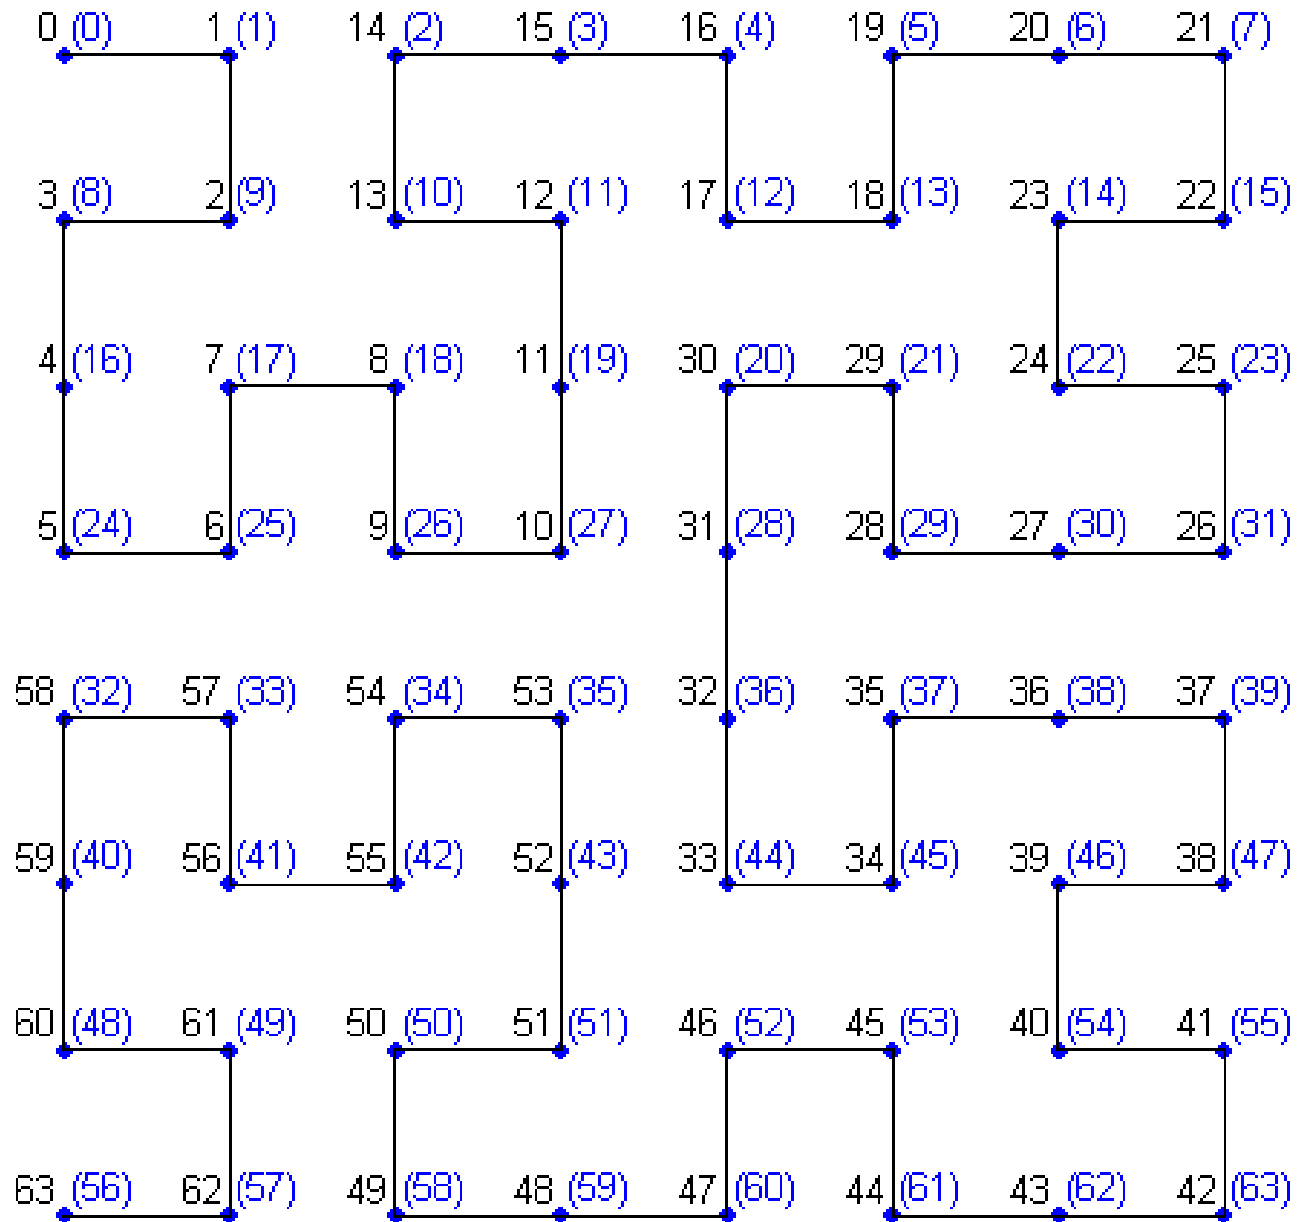 0 (0) 1 (1) 14 (2) 15 (3) 16 (4) 19 (5) 20 (6) 21 (7)
3 (8) 2 (9) 13 (10) 12 (11) 17 (12) 18 (13) 23 (14) 22 (15)
4 (16) 7 (17) 8 (18) 11 (19) 30 (20) 29 (21) 24 (22) 25 (23)
5 (24) 6 (25) 9 (26) 10 (27) 31 (28) 28 (29) 27 (30) 26 (31)
58 (32) 57 (33) 54 (34) 53 (35) 32 (36) 35 (37) 36 (38) 37 (39)
59 (40) 56 (41) 55 (42) 52 (43) 33 (44) 34 (45) 39 (46) 38 (47)
60 (48) 61 (49) 50 (50) 51 (51) 46 (52) 45 (53) 40 (54) 41 (55)
63 (56) 62 (57) 49 (58) 48 (59) 47 (60) 44 (61) 43 (62) 42 (63)